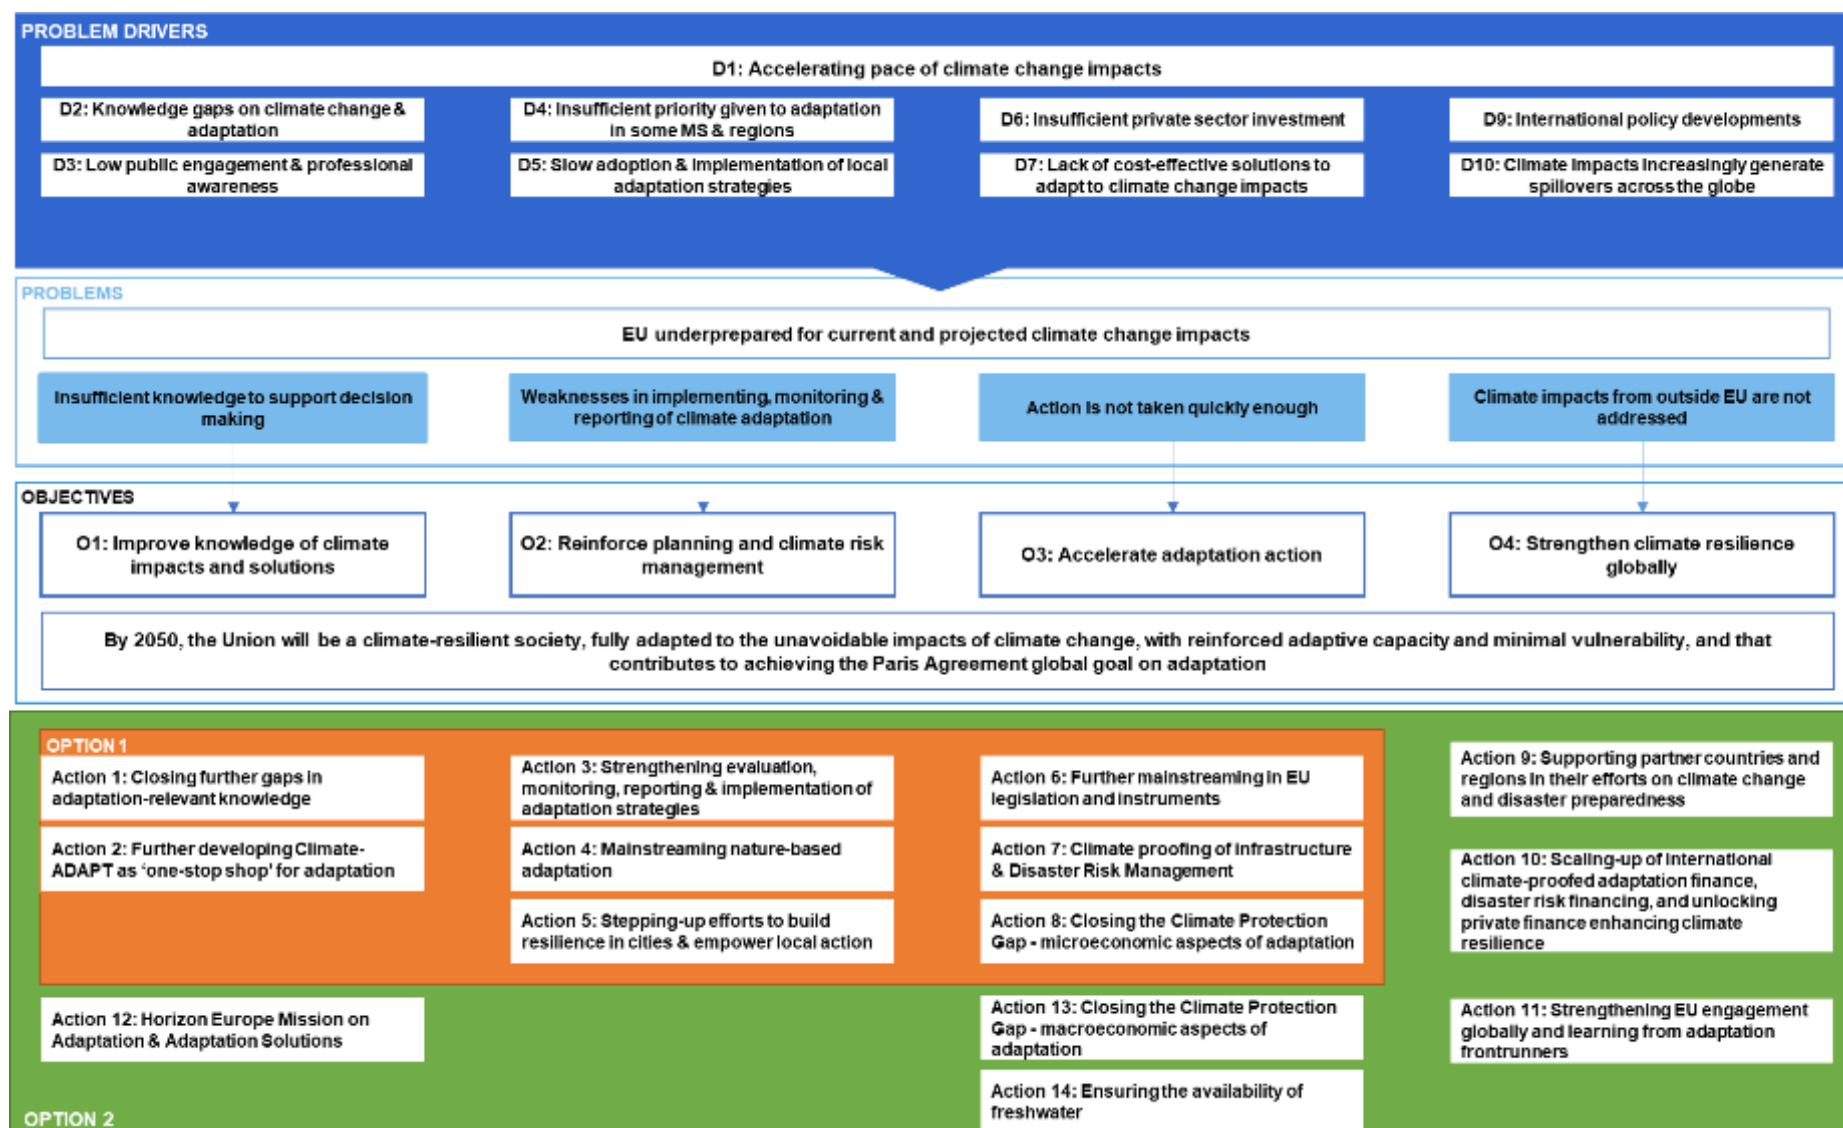 PROBLEM DRIVERS
D1: Accelerating pace of climate change impacts
D2: Knowledge gaps on climate change &
adaptation
D4: Insufficient priority given to adaptation
in some MS & regions
D6: Insufficient private sector investment
D9: International policy developments
D3: Low public engagement & professional
awareness
D5: Slow adoption & implementation of local
adaptation strategies
D7: Lack of cost-effective solutions to
adapt to climate change impacts
D10: Climate impacts increasingly generate
spillovers across the globe
PROBLEMS
EU underprepared for current and projected climate change impacts
Insufficient knowledge to support decision
making
Weaknesses in implementing, monitoring &
reporting of climate adaptation
Action is not taken quickly enough
Climate impacts from outside EU are not
addressed
OBJECTIVES
O1: Improve knowledge of climate
impacts and solutions
O2: Reinforce planning and climate risk
management
O3: Accelerate adaptation action
O4: Strengthen climate resilience
globally
By 2050, the Union will be a climate-resilient society, fully adapted to the unavoidable impacts of climate change, with reinforced adaptive capacity and minimal vulnerability, and that
contributes to achieving the Paris Agreement global goal on adaptation
OPTION 1
Action 1: Closing further gaps in
adaptation-relevant knowledge
Action 2: Further developing Climate-
ADAPT as ‘one-stop shop’ for adaptation
Action 3: Strengthening evaluation,
monitoring, reporting & implementation of
adaptation strategies
Action 4: Mainstreaming nature-based
adaptation
Action 5: Stepping-up efforts to build
resilience in cities & empower local action
Action 6: Further mainstreaming in EU
legislation and instruments
Action 7: Climate proofing of infrastructure
& Disaster Risk Management
Action 8: Closing the Climate Protection
Gap - microeconomic aspects of adaptation
Action 9: Supporting partner countries and
regions in their efforts on climate change
and disaster preparedness
Action 10: Scaling-up of international
climate-proofed adaptation finance,
disaster risk financing, and unlocking
private finance enhancing climate
resilience
Action 11: Strengthening EU engagement
globally and learning from adaptation
frontrunners
Action 12: Horizon Europe Mission on
Adaptation & Adaptation Solutions
Action 13: Closing the Climate Protection
Gap - macroeconomic aspects of
adaptation
Action 14: Ensuring the availability of
freshwater
OPTION 2